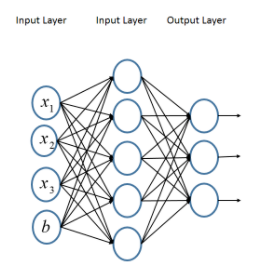 Input Layer Input Layer Output Layer
x₁
x₂
x₃
b